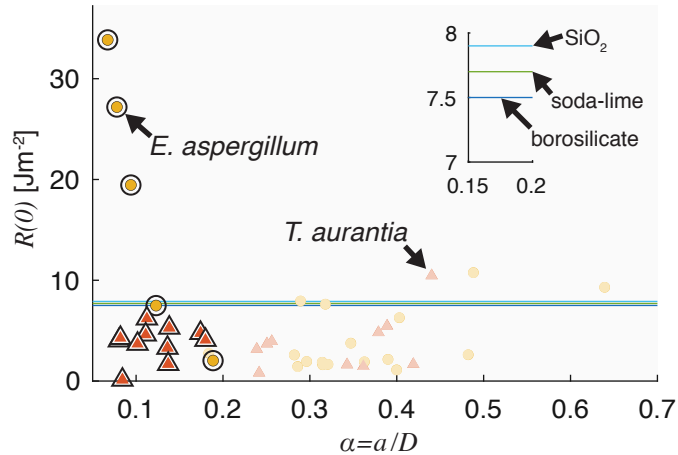 8
SiO₂
soda-lime
7.5
borosilicate
7
0.15
0.2
30
E. aspergillum
R(0) [Jm⁻²]
20
T. aurantia
10
0
0.1
0.2
0.3
0.4
0.5
0.6
0.7
α=a/D